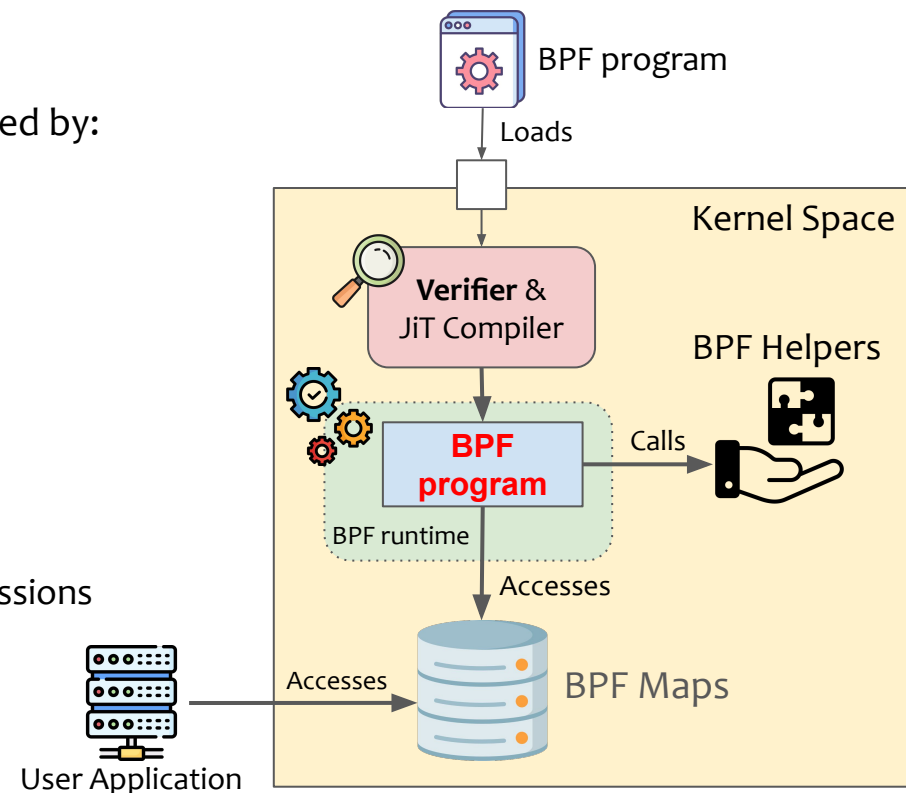 BPF program
ed by:
Loads
Kernel Space
Verifier &
JiT Compiler
BPF Helpers
BPF
program
Calls
BPF runtime
Accesses
ssions
Accesses
BPF Maps
User Application